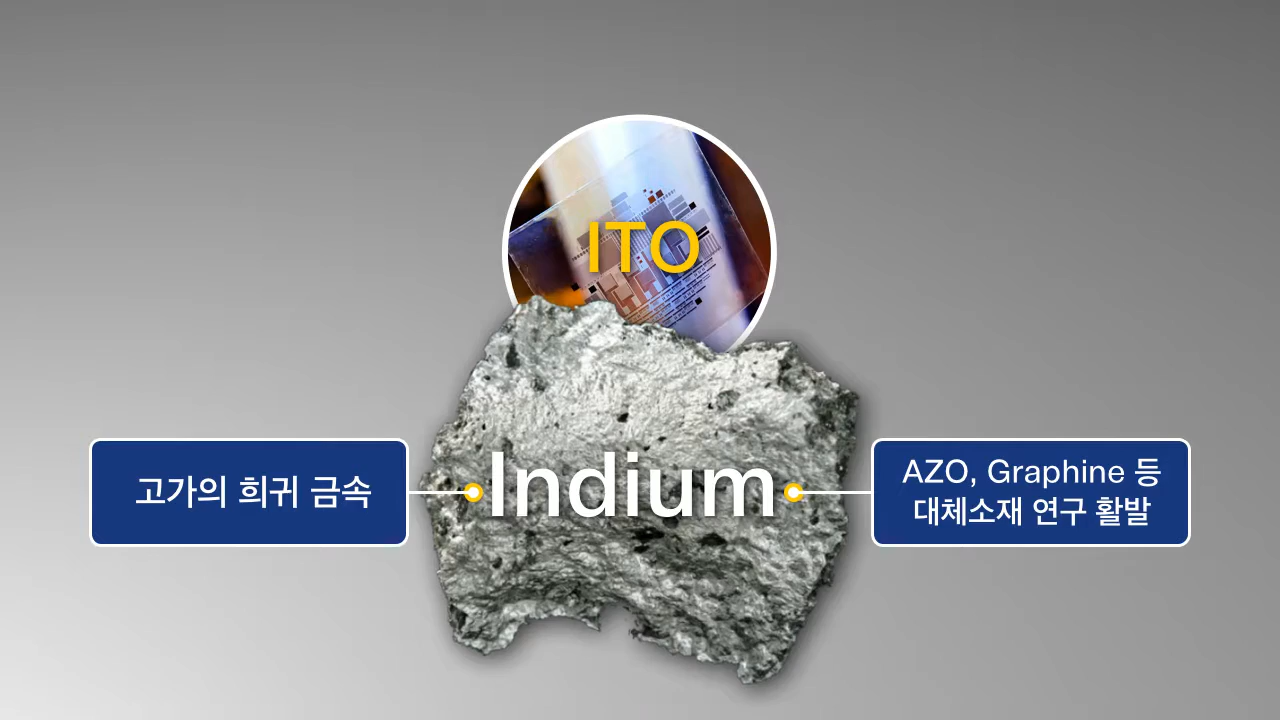 ITO
고가의 희귀 금속
Indium
AZO, Graphine 등
대체소재 연구 활발